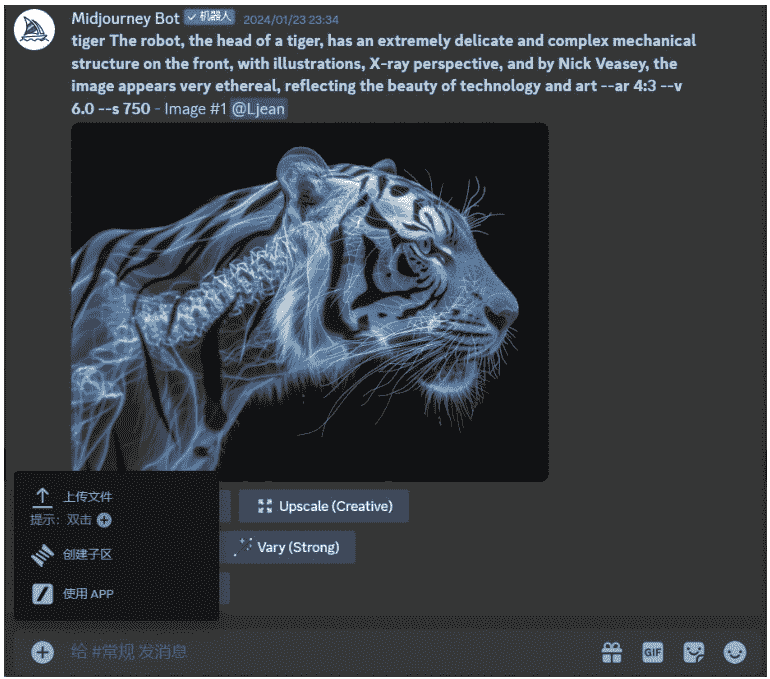 Midjourney Bot ✓机器人 2024/01/23 23:34
tiger The robot, the head of a tiger, has an extremely delicate and complex mechanical
structure on the front, with illustrations, X-ray perspective, and by Nick Veasey, the
image appears very ethereal, reflecting the beauty of technology and art --ar 4:3 --v
6.0 --s 750 - Image #1 @Ljean
上传文件
提示: 双击
创建子区
使用 APP
Upscale (Creative)
Vary (Strong)
给 #常规 发消息
GIF